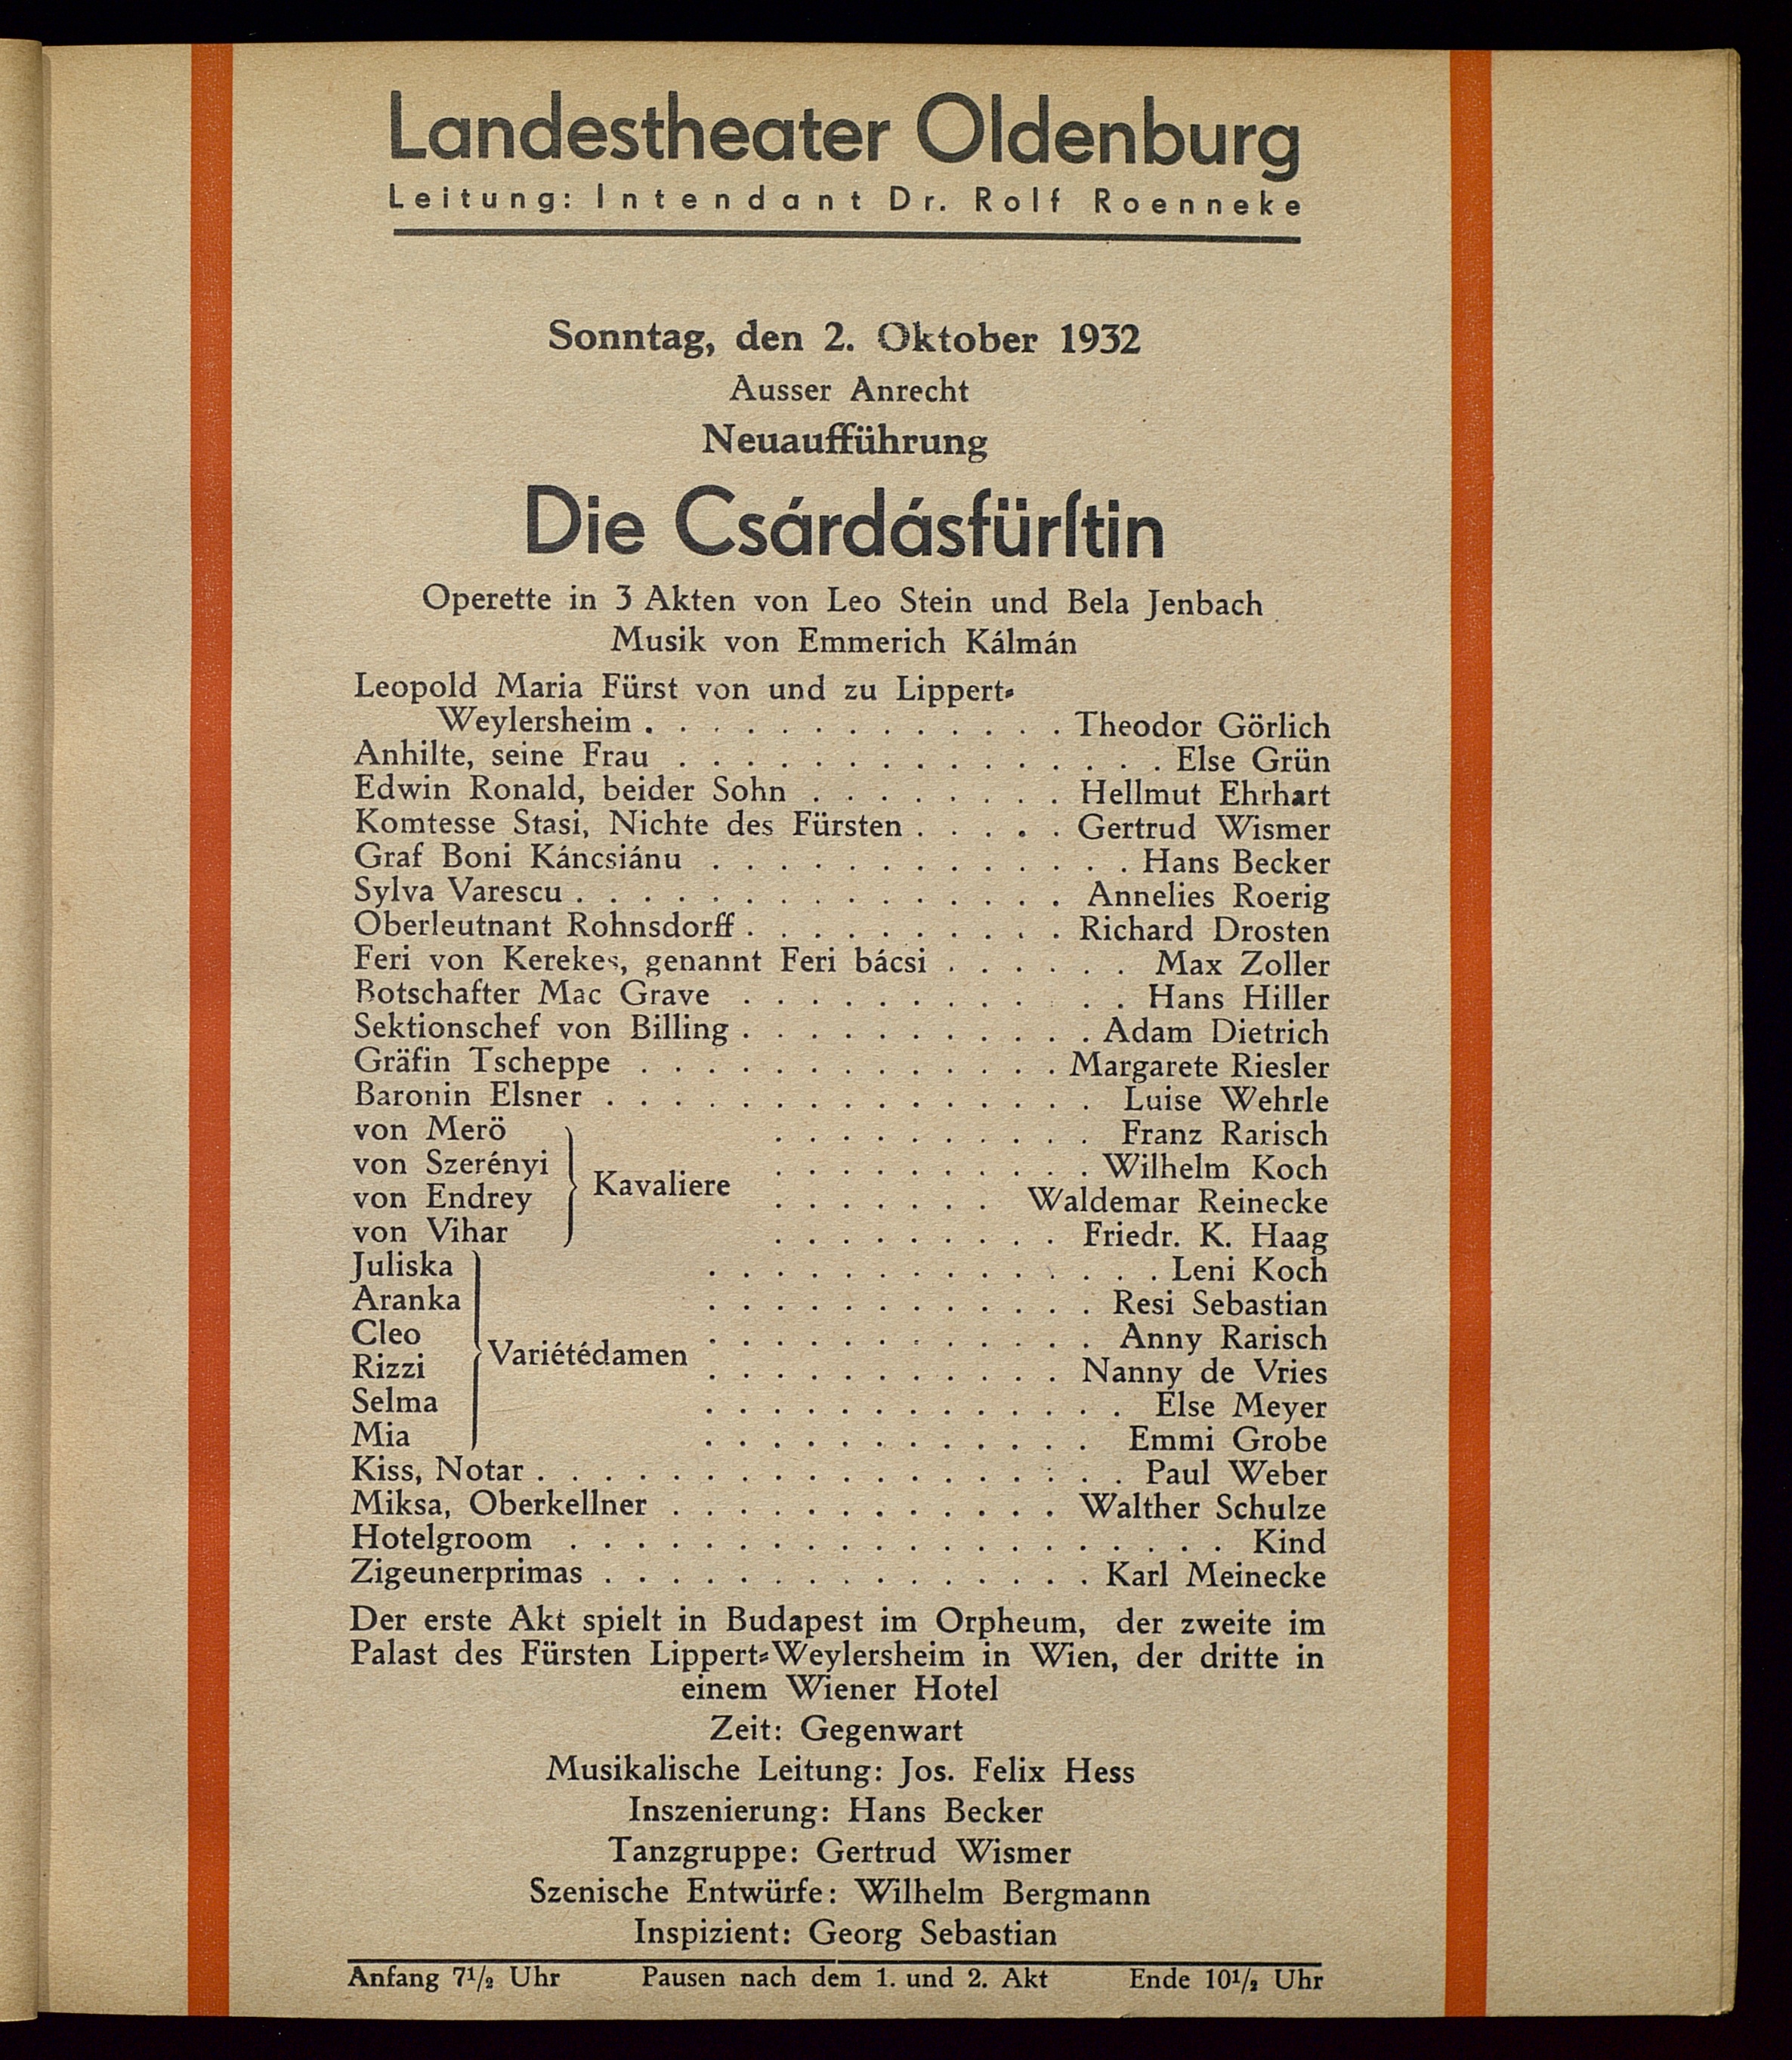 Landestheater Oldenburg
Leitung: Intendant Dr. Rolf Roenneke
Sonntag, den 2. Oktober 1932
Ausser Anrecht
Neuaufführung
Die Csárdásfürſtin
Operette in 3 Akten von Leo Stein und Bela Jenbach
Musik von Emmerich Kálmán
Leopold Maria Fürst von und zu Lippert-
Weylersheim . . . . . . . . . . . . . Theodor Görlich
Anhilte, seine Frau . . . . . . . . . . . . . . . Else Grün
Edwin Ronald, beider Sohn . . . . . . . . Hellmut Ehrhart
Komtesse Stasi, Nichte des Fürsten . . . . . Gertrud Wismer
Graf Boni Káncsiánu . . . . . . . . . . . . . Hans Becker
Sylva Varescu . . . . . . . . . . . . . . . Annelies Roerig
Oberleutnant Rohnsdorff . . . . . . . . . . Richard Drosten
Feri von Kerekes, genannt Feri bácsi . . . . . . Max Zoller
Botschafter Mac Grave . . . . . . . . . . . . Hans Hiller
Sektionschef von Billing . . . . . . . . . . . Adam Dietrich
Gräfin Tscheppe . . . . . . . . . . . . . Margarete Riesler
Baronin Elsner . . . . . . . . . . . . . . . Luise Wehrle
von Merö . . . . . . . . . . Franz Rarisch
von Szerényi . . . . . . . . . . Wilhelm Koch
Kavaliere
von Endrey . . . . . . . Waldemar Reinecke
von Vihar . . . . . . . . . Friedr. K. Haag
Juliska . . . . . . . . . . . . . . Leni Koch
Aranka . . . . . . . . . . . . Resi Sebastian
Cleo . . . . . . . . . . . . Anny Rarisch
Variétédamen
Rizzi . . . . . . . . . . . Nanny de Vries
Selma . . . . . . . . . . . . . Else Meyer
Mia . . . . . . . . . . . . Emmi Grobe
Kiss, Notar . . . . . . . . . . . . . . . . . . Paul Weber
Miksa, Oberkellner . . . . . . . . . . . . Walther Schulze
Hotelgroom . . . . . . . . . . . . . . . . . . . . Kind
Zigeunerprimas . . . . . . . . . . . . . . . Karl Meinecke
Der erste Akt spielt in Budapest im Orpheum, der zweite im
Palast des Fürsten Lippert-Weylersheim in Wien, der dritte in
einem Wiener Hotel
Zeit: Gegenwart
Musikalische Leitung: Jos. Felix Hess
Inszenierung: Hans Becker
Tanzgruppe: Gertrud Wismer
Szenische Entwürfe: Wilhelm Bergmann
Inspizient: Georg Sebastian
Anfang 7½ Uhr Pausen nach dem 1. und 2. Akt Ende 10½ Uhr